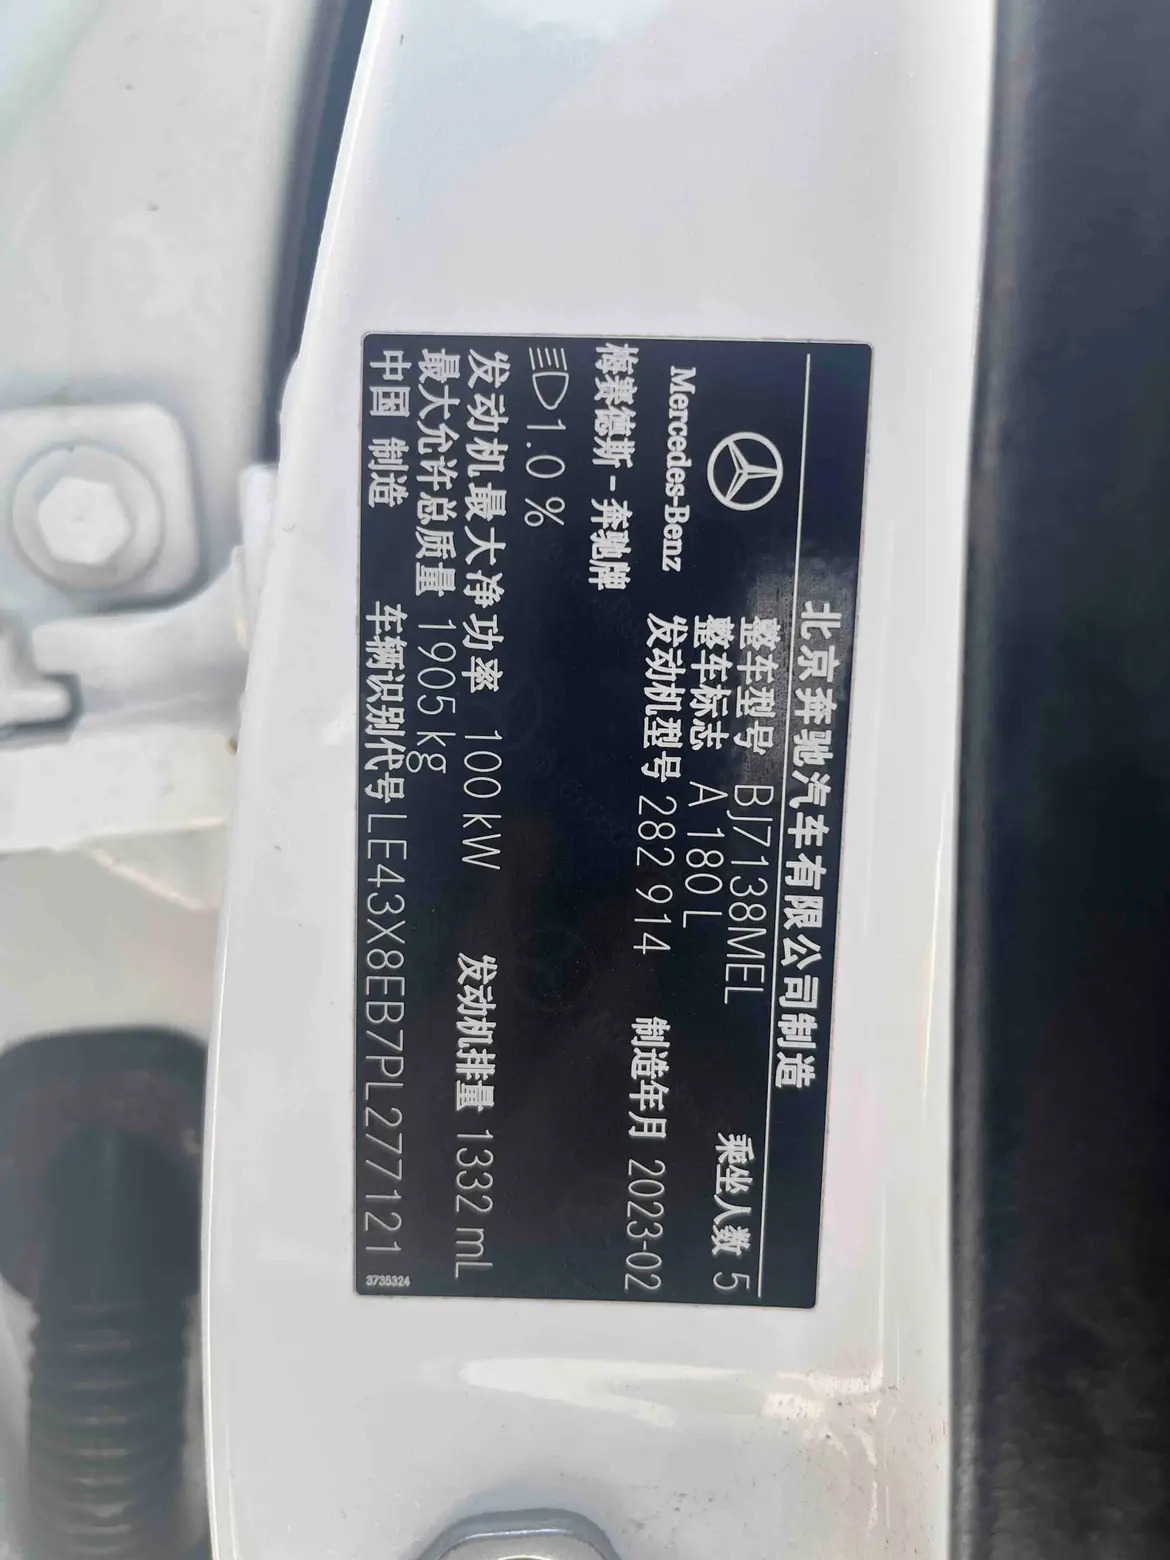 北京奔驰汽车有限公司制造
Mercedes-Benz
整车型号 BJ7138MEL
整车标志 A 180 L 乘坐人数 5
梅赛德斯-奔驰牌 发动机型号 282 914 制造年月 2023-02
1.0 %
发动机最大净功率 100 kW 发动机排量 1332 mL
最大允许总质量 1905 kg
中国 制造 车辆识别代号 LE43X8EB7PL277121
3735324